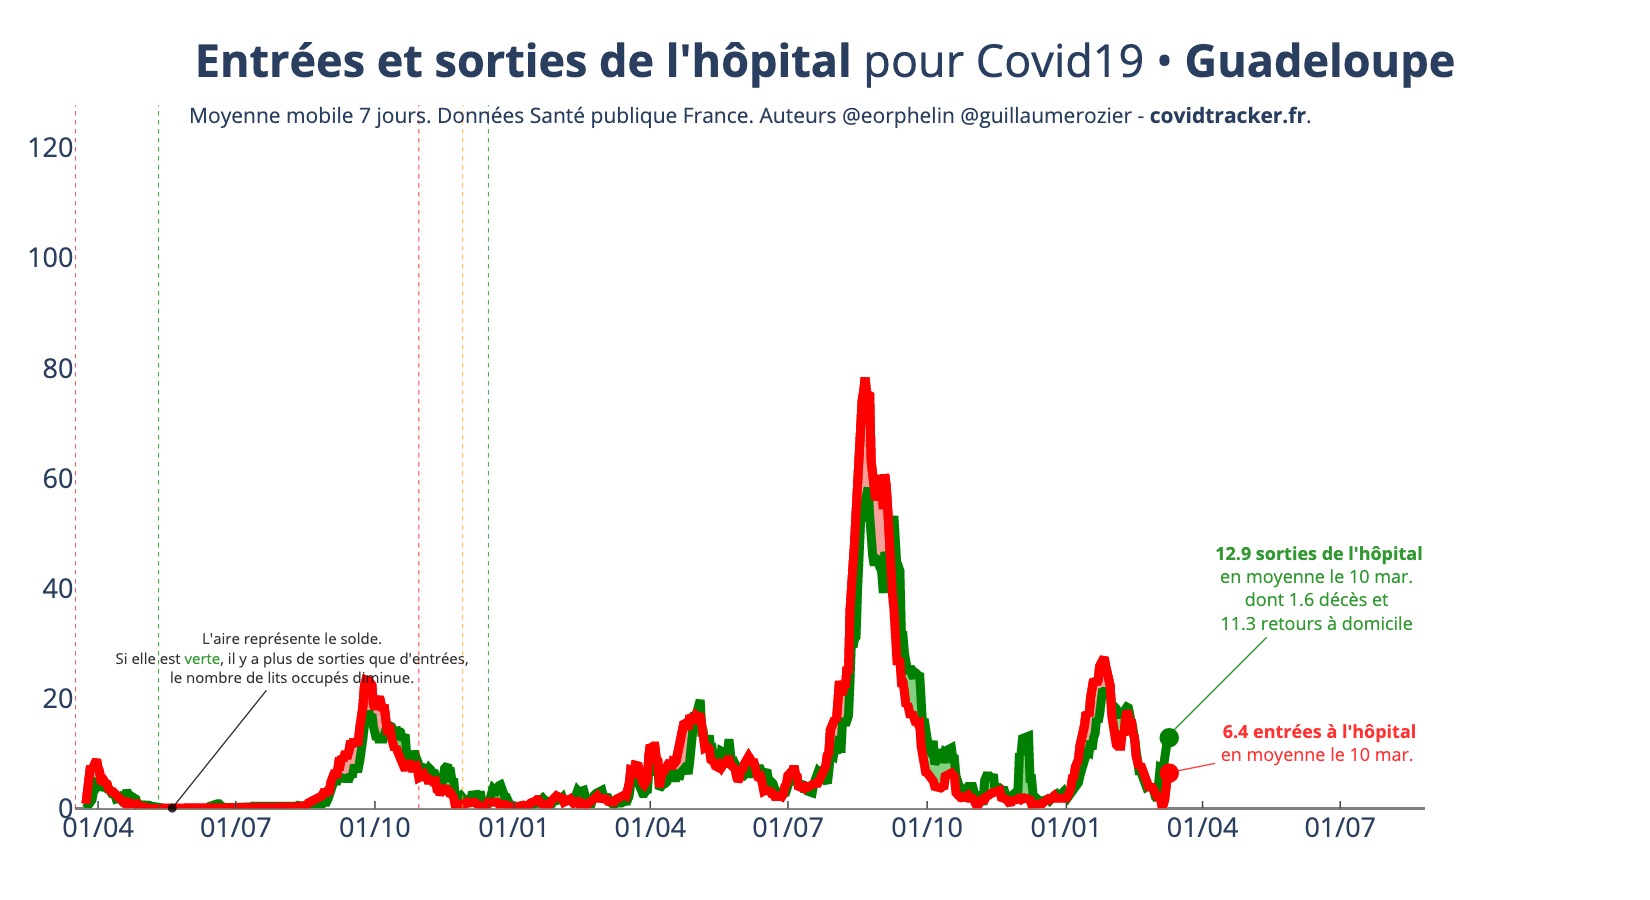 Entrées et sorties de l'hôpital pour Covid19 • Guadeloupe
Moyenne mobile 7 jours. Données Santé publique France. Auteurs @eorphelin @guillaumerozier - covidtracker.fr.
120
100
80
60
40
20
0
L'aire représente le solde.
Si elle est verte, il y a plus de sorties que d'entrées,
le nombre de lits occupés diminue.
12.9 sorties de l'hôpital
en moyenne le 10 mar.
dont 1.6 décès et
11.3 retours à domicile
6.4 entrées à l'hôpital
en moyenne le 10 mar.
01/04 01/07 01/10 01/01 01/04 01/07 01/10 01/01 01/04 01/07